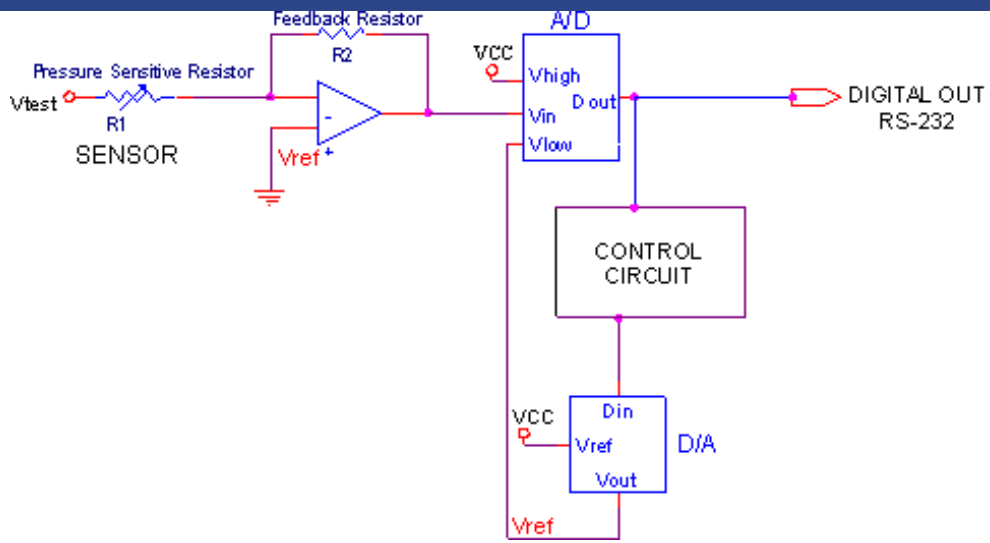 Feedback Resistor
A/D
R2
VCC
Vhigh
Pressure Sensitive Resistor
Dout
DIGITAL OUT
RS-232
Vtest
Vin
R1
-
Vlow
SENSOR
Vref
+
CONTROL
CIRCUIT
VCC
Din
Vref
D/A
Vout
Vref